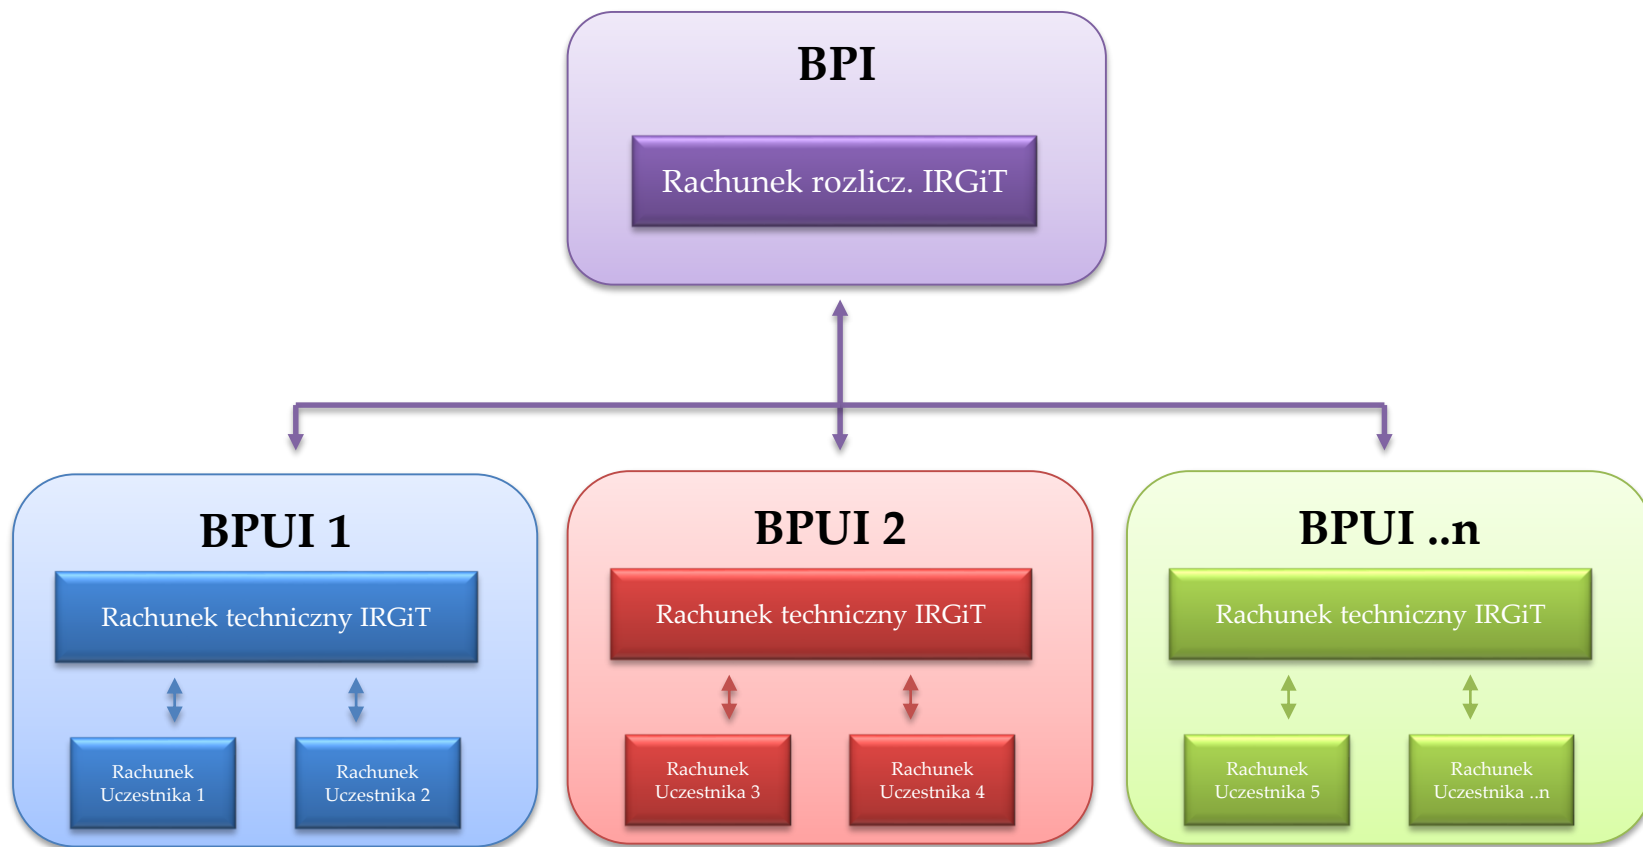 BPI
Rachunek rozlicz. IRGiT
BPUI 1
Rachunek techniczny IRGiT
Rachunek
Uczestnika 1
Rachunek
Uczestnika 2
BPUI 2
Rachunek techniczny IRGiT
Rachunek
Uczestnika 3
Rachunek
Uczestnika 4
BPUI ..n
Rachunek techniczny IRGiT
Rachunek
Uczestnika 5
Rachunek
Uczestnika ..n